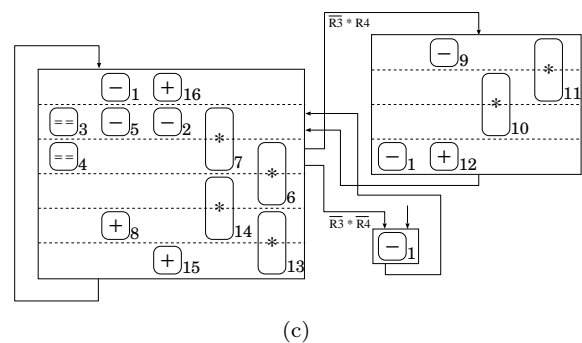 R3 * R4
− 9
* 11
− 1 + 16
* 10
== 3 − 5 − 2
* 7
== 4
− 1 + 12
* 6
R3 * R4
* 14
+ 8
− 1
* 13
+ 15
(c)